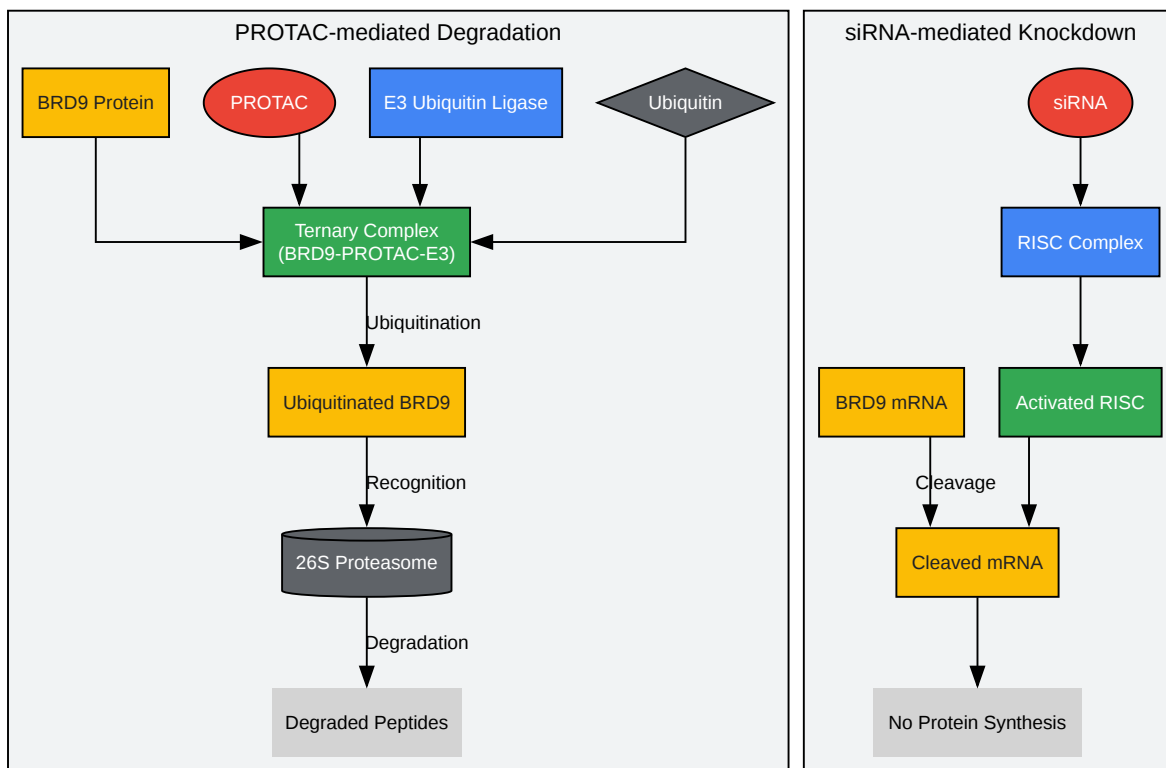 PROTAC-mediated Degradation
BRD9 Protein
PROTAC
E3 Ubiquitin Ligase
Ubiquitin
Ternary Complex
(BRD9-PROTAC-E3)
Ubiquitination
Ubiquitinated BRD9
Recognition
26S Proteasome
Degradation
Degraded Peptides
siRNA-mediated Knockdown
siRNA
RISC Complex
BRD9 mRNA
Activated RISC
Cleavage
Cleaved mRNA
No Protein Synthesis